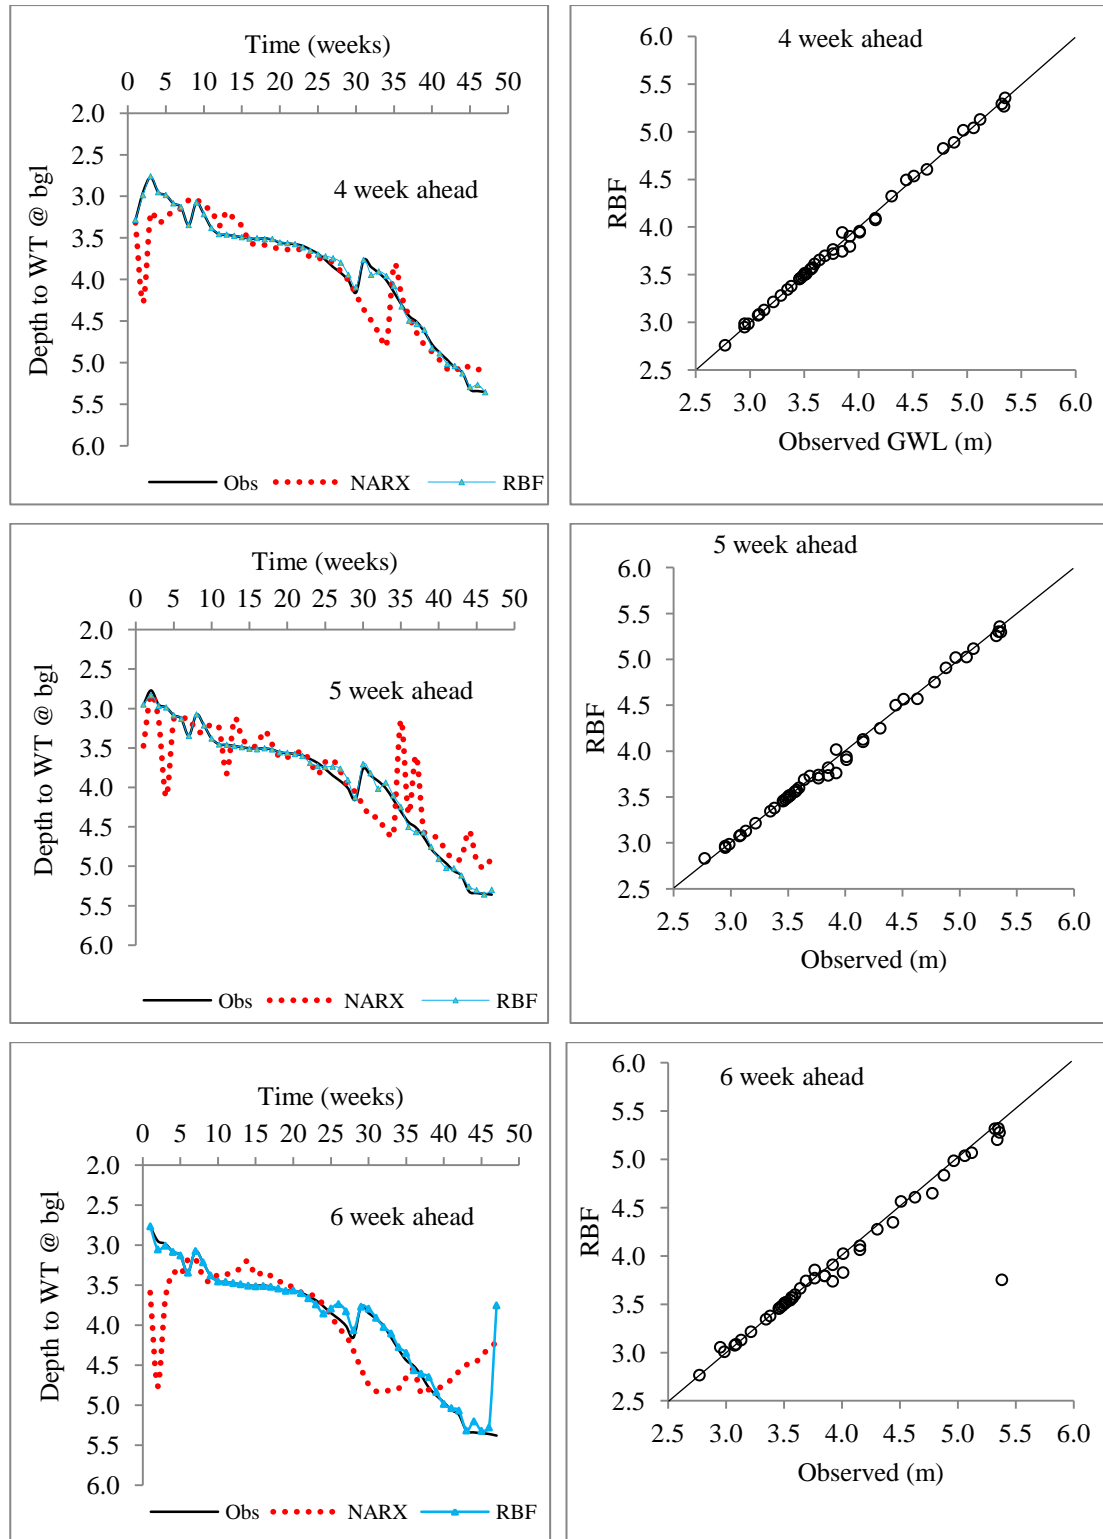 Time (weeks)
0 5 10 15 20 25 30 35 40 45 50
2.0
2.5
3.0
3.5
4.0
4.5
5.0
5.5
6.0
Depth to WT @ bgl
4 week ahead
Obs NARX RBF
4 week ahead
6.0
5.5
5.0
4.5
4.0
3.5
3.0
2.5
RBF
2.5 3.0 3.5 4.0 4.5 5.0 5.5 6.0
Observed GWL (m)
Time (weeks)
0 5 10 15 20 25 30 35 40 45 50
2.0
2.5
3.0
3.5
4.0
4.5
5.0
5.5
6.0
Depth to WT @ bgl
5 week ahead
Obs NARX RBF
5 week ahead
6.0
5.5
5.0
4.5
4.0
3.5
3.0
2.5
RBF
2.5 3.0 3.5 4.0 4.5 5.0 5.5 6.0
Observed (m)
Time (weeks)
0 5 10 15 20 25 30 35 40 45 50
2.0
2.5
3.0
3.5
4.0
4.5
5.0
5.5
6.0
Depth to WT @ bgl
6 week ahead
Obs NARX RBF
6 week ahead
6.0
5.5
5.0
4.5
4.0
3.5
3.0
2.5
RBF
2.5 3.0 3.5 4.0 4.5 5.0 5.5 6.0
Observed (m)